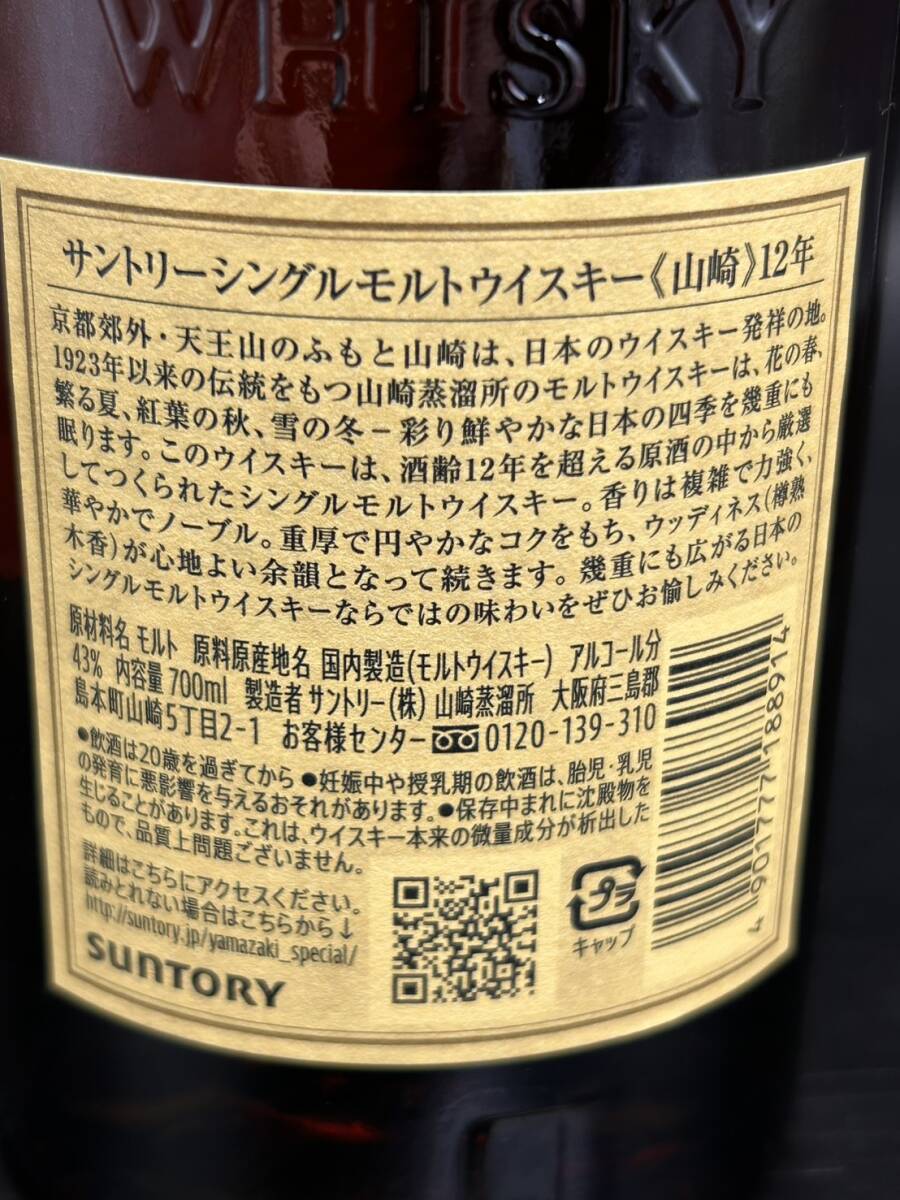 WHISKY
サントリーシングルモルトウイスキー《山崎》12年
京都郊外・天王山のふもと山崎は、日本のウイスキー発祥の地。
1923年以来の伝統をもつ山崎蒸溜所のモルトウイスキーは、花の春、
繁る夏、紅葉の秋、雪の冬－彩り鮮やかな日本の四季を幾重にも
眠ります。このウイスキーは、酒齢12年を超える原酒の中から厳選
してつくられたシングルモルトウイスキー。香りは複雑で力強く、
華やかでノーブル。重厚で円やかなコクをもち、ウッディネス(樽熟
木香)が心地よい余韻となって続きます。幾重にも広がる日本の
シングルモルトウイスキーならではの味わいをぜひお愉しみください。
原材料名 モルト 原料原産地名 国内製造(モルトウイスキー) アルコール分
43% 内容量 700ml 製造者 サントリー(株) 山崎蒸溜所 大阪府三島郡
島本町山崎5丁目2-1 お客様センター 0120-139-310
●飲酒は20歳を過ぎてから ●妊娠中や授乳期の飲酒は、胎児・乳児
の発育に悪影響を与えるおそれがあります。●保存中まれに沈殿物を
生じることがあります。これは、ウイスキー本来の微量成分が析出した
もので、品質上問題ございません。
詳細はこちらにアクセスください。
読みとれない場合はこちらから↓
http://suntory.jp/yamazaki_special/
SUNTORY
プラ
キャップ
4901777188914